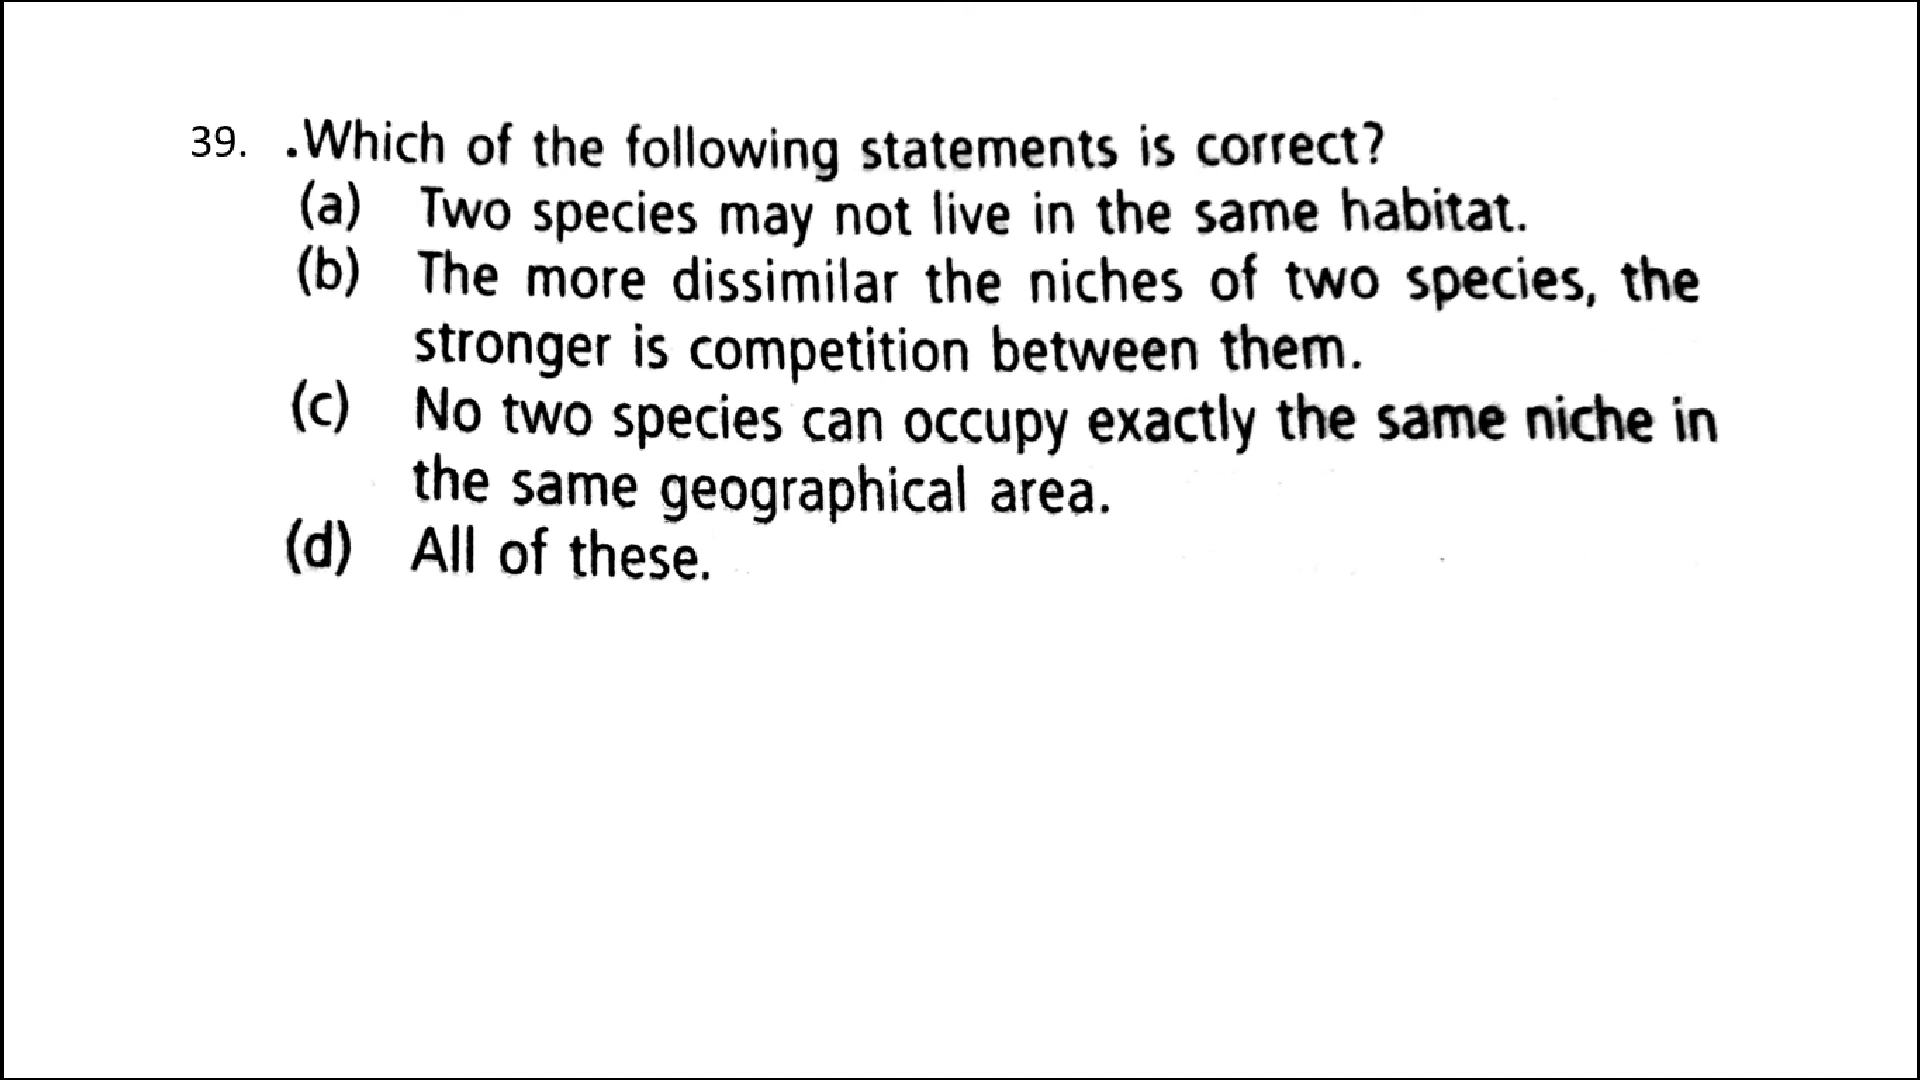 39. .Which of the following statements is correct?
(a) Two species may not live in the same habitat.
(b) The more dissimilar the niches of two species, the
stronger is competition between them.
(c) No two species can occupy exactly the same niche in
the same geographical area.
(d) All of these.